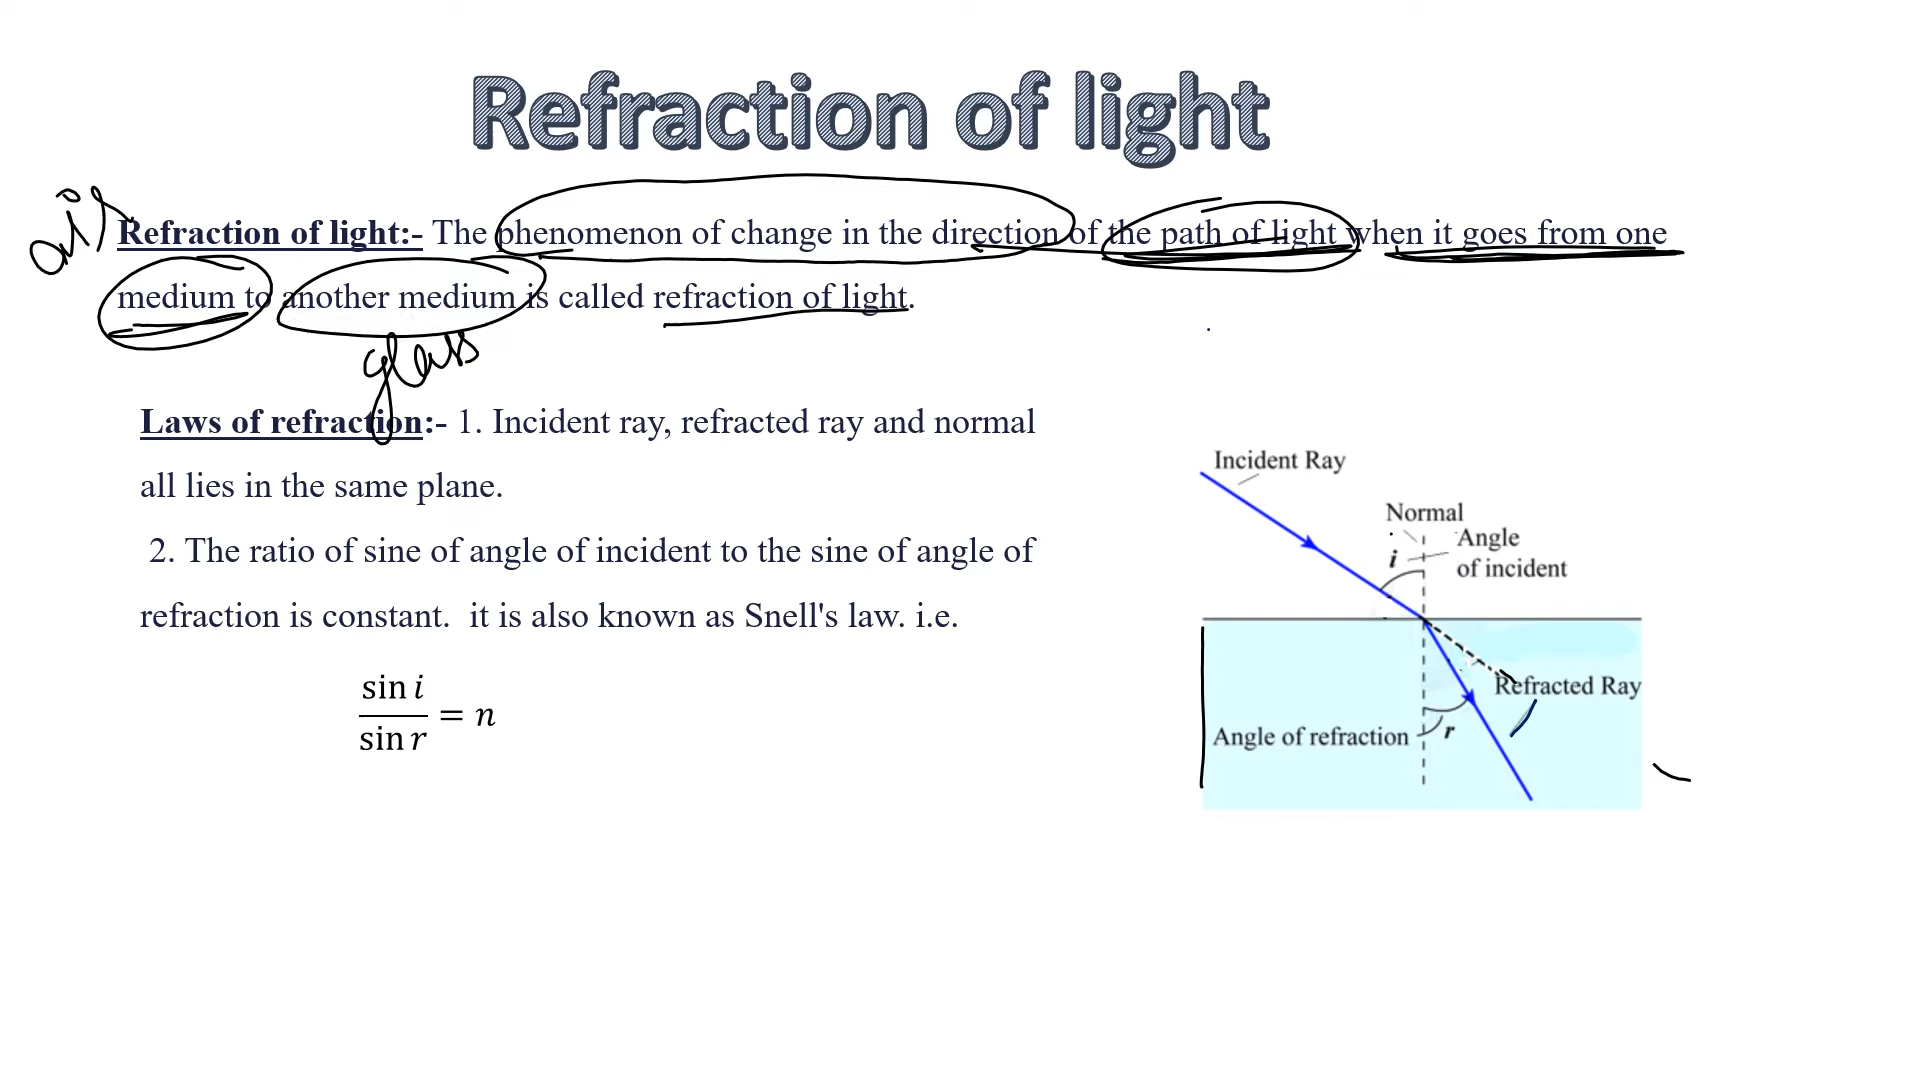 Refraction of light
air
Refraction of light:- The phenomenon of change in the direction of the path of light when it goes from one
medium to another medium is called refraction of light.
glass
Laws of refraction:- 1. Incident ray, refracted ray and normal
all lies in the same plane.
2. The ratio of sine of angle of incident to the sine of angle of
refraction is constant.  it is also known as Snell's law. i.e.
sin i
= n
sin r
Incident Ray
Normal
Angle
i
of incident
Refracted Ray
Angle of refraction
r